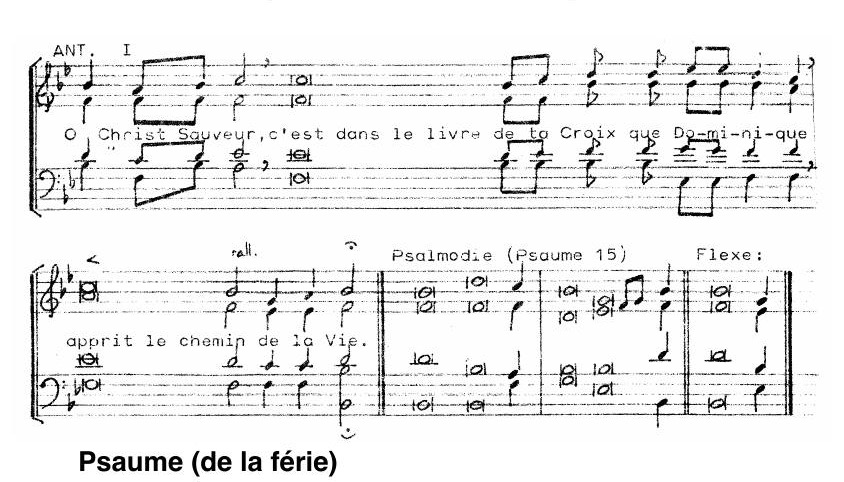 ANT. I
O Christ Sauveur, c'est dans le livre de ta Croix que Do-mi-ni-que
rall.
Psalmodie (Psaume 15) Flexe:
apprit le chemin de la Vie.
Psaume (de la férie)